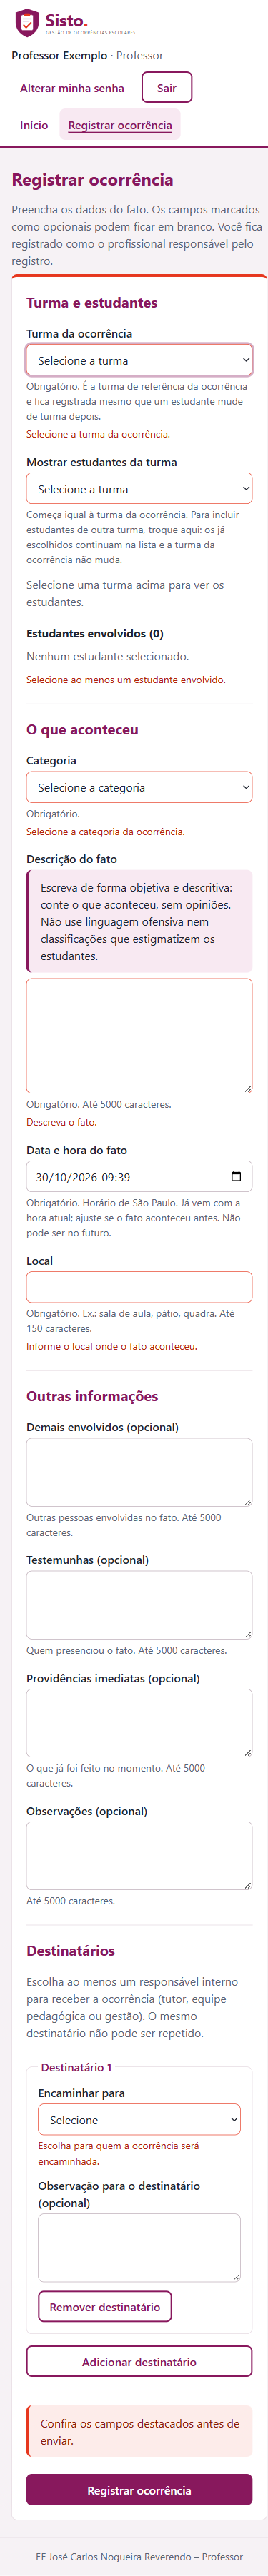 Sisto.
GESTÃO DE OCORRÊNCIAS ESCOLARES
Professor Exemplo · Professor
Alterar minha senha
Sair
Início
Registrar ocorrência
Registrar ocorrência
Preencha os dados do fato. Os campos marcados
como opcionais podem ficar em branco. Você fica
registrado como o profissional responsável pelo
registro.
Turma e estudantes
Turma da ocorrência
Selecione a turma
Obrigatório. É a turma de referência da ocorrência
e fica registrada mesmo que um estudante mude
de turma depois.
Selecione a turma da ocorrência.
Mostrar estudantes da turma
Selecione a turma
Começa igual à turma da ocorrência. Para incluir
estudantes de outra turma, troque aqui: os já
escolhidos continuam na lista e a turma da
ocorrência não muda.
Selecione uma turma acima para ver os
estudantes.
Estudantes envolvidos (0)
Nenhum estudante selecionado.
Selecione ao menos um estudante envolvido.
O que aconteceu
Categoria
Selecione a categoria
Obrigatório.
Selecione a categoria da ocorrência.
Descrição do fato
Escreva de forma objetiva e descritiva:
conte o que aconteceu, sem opiniões.
Não use linguagem ofensiva nem
classificações que estigmatizem os
estudantes.
Obrigatório. Até 5000 caracteres.
Descreva o fato.
Data e hora do fato
30/10/2026 09:39
Obrigatório. Horário de São Paulo. Já vem com a
hora atual; ajuste se o fato aconteceu antes. Não
pode ser no futuro.
Local
Obrigatório. Ex.: sala de aula, pátio, quadra. Até
150 caracteres.
Informe o local onde o fato aconteceu.
Outras informações
Demais envolvidos (opcional)
Outras pessoas envolvidas no fato. Até 5000
caracteres.
Testemunhas (opcional)
Quem presenciou o fato. Até 5000 caracteres.
Providências imediatas (opcional)
O que já foi feito no momento. Até 5000
caracteres.
Observações (opcional)
Até 5000 caracteres.
Destinatários
Escolha ao menos um responsável interno
para receber a ocorrência (tutor, equipe
pedagógica ou gestão). O mesmo
destinatário não pode ser repetido.
Destinatário 1
Encaminhar para
Selecione
Escolha para quem a ocorrência será
encaminhada.
Observação para o destinatário
(opcional)
Remover destinatário
Adicionar destinatário
Confira os campos destacados antes de
enviar.
Registrar ocorrência
EE José Carlos Nogueira Reverendo – Professor